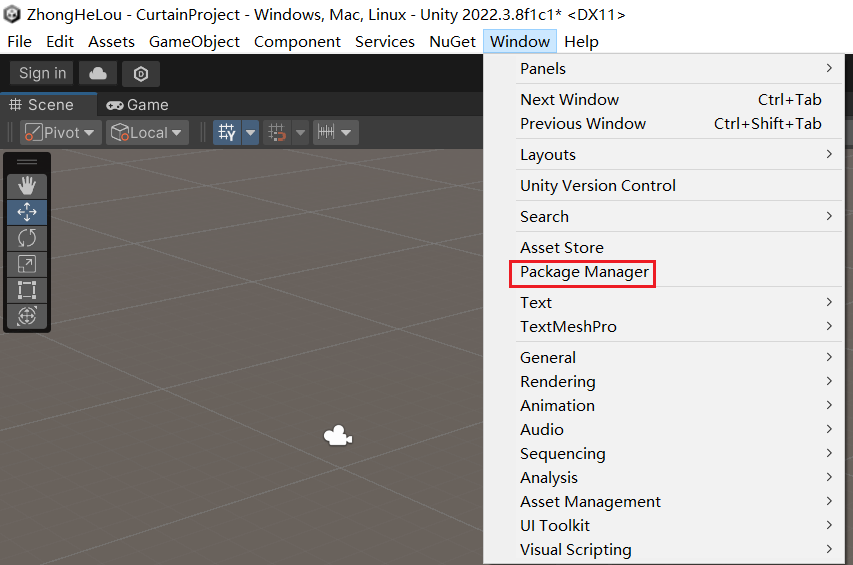 ZhongHeLou - CurtainProject - Windows, Mac, Linux - Unity 2022.3.8f1c1* <DX11>
File Edit Assets GameObject Component Services NuGet Window Help
Sign in
Scene Game
Pivot Local
Panels
Next Window Ctrl+Tab
Previous Window Ctrl+Shift+Tab
Layouts
Unity Version Control
Search
Asset Store
Package Manager
Text
TextMeshPro
General
Rendering
Animation
Audio
Sequencing
Analysis
Asset Management
UI Toolkit
Visual Scripting